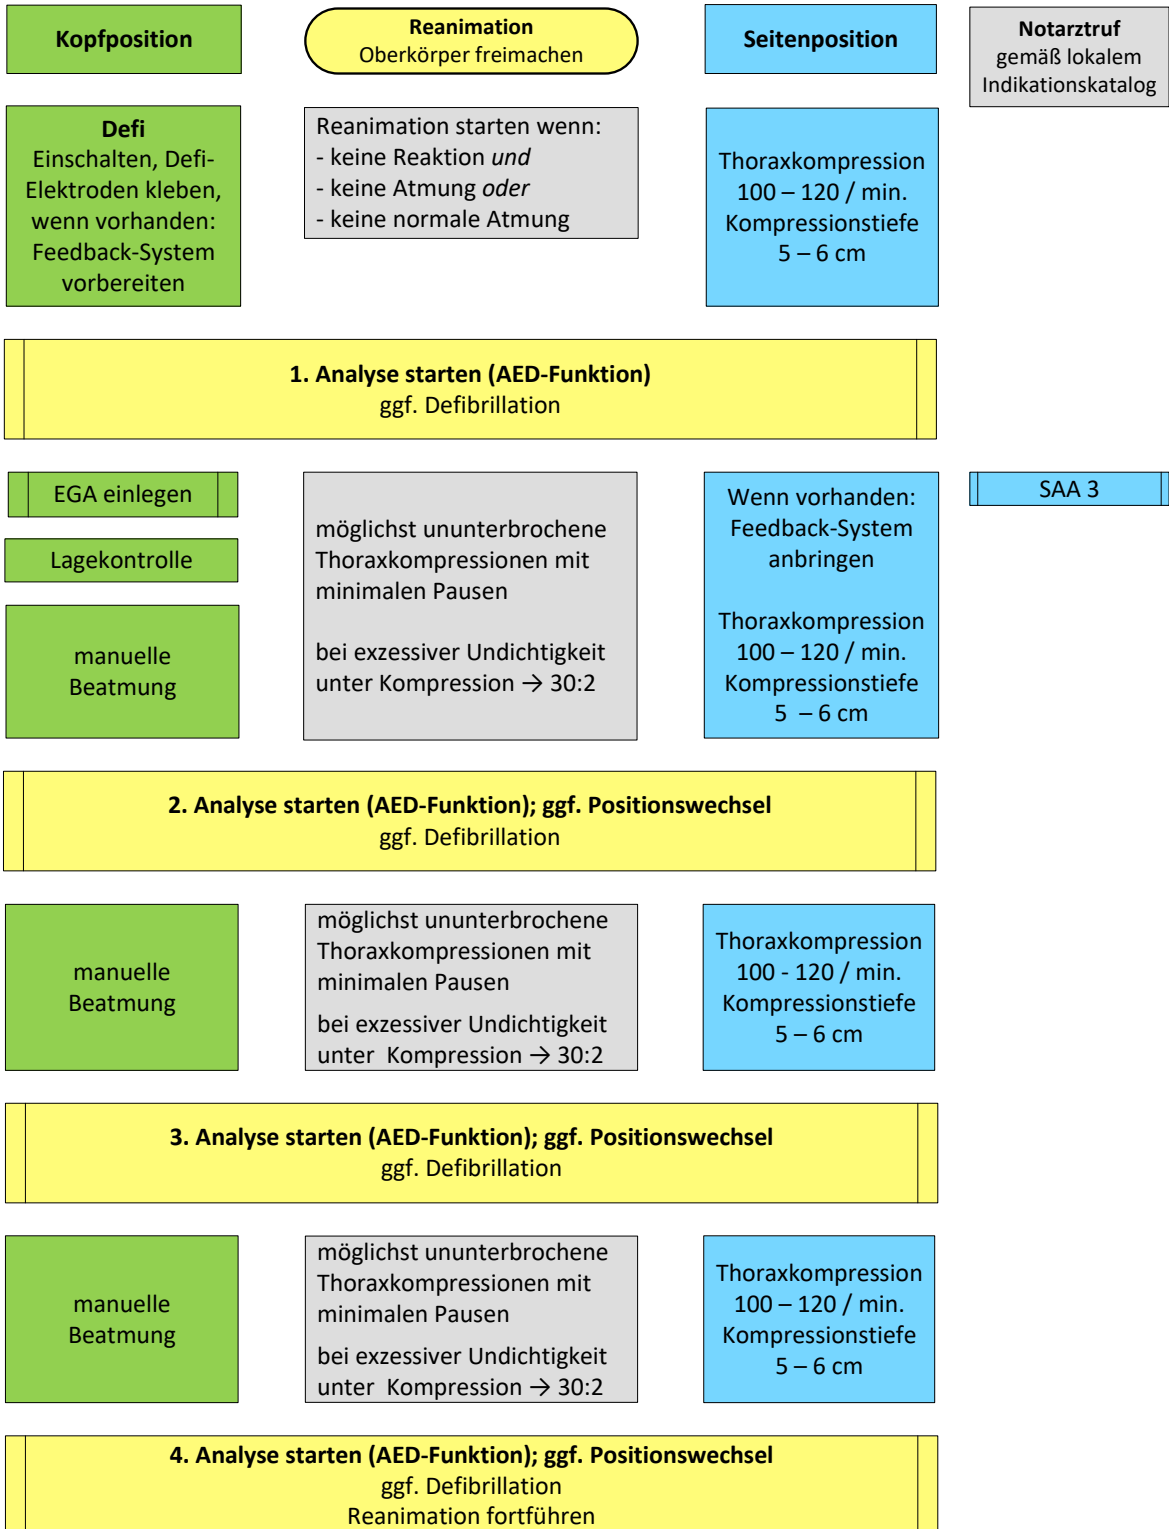 Kopfposition
Reanimation
Oberkörper freimachen
Seitenposition
Notarztruf
gemäß lokalem
Indikationskatalog
Defi
Einschalten, Defi-
Elektroden kleben,
wenn vorhanden:
Feedback-System
vorbereiten
Reanimation starten wenn:
- keine Reaktion und
- keine Atmung oder
- keine normale Atmung
Thoraxkompression
100 – 120 / min.
Kompressionstiefe
5 – 6 cm
1. Analyse starten (AED-Funktion)
ggf. Defibrillation
EGA einlegen
Lagekontrolle
manuelle
Beatmung
möglichst ununterbrochene
Thoraxkompressionen mit
minimalen Pausen
bei exzessiver Undichtigkeit
unter Kompression → 30:2
Wenn vorhanden:
Feedback-System
anbringen
Thoraxkompression
100 – 120 / min.
Kompressionstiefe
5 – 6 cm
SAA 3
2. Analyse starten (AED-Funktion); ggf. Positionswechsel
ggf. Defibrillation
manuelle
Beatmung
möglichst ununterbrochene
Thoraxkompressionen mit
minimalen Pausen
bei exzessiver Undichtigkeit
unter Kompression → 30:2
Thoraxkompression
100 - 120 / min.
Kompressionstiefe
5 – 6 cm
3. Analyse starten (AED-Funktion); ggf. Positionswechsel
ggf. Defibrillation
manuelle
Beatmung
möglichst ununterbrochene
Thoraxkompressionen mit
minimalen Pausen
bei exzessiver Undichtigkeit
unter Kompression → 30:2
Thoraxkompression
100 – 120 / min.
Kompressionstiefe
5 – 6 cm
4. Analyse starten (AED-Funktion); ggf. Positionswechsel
ggf. Defibrillation
Reanimation fortführen